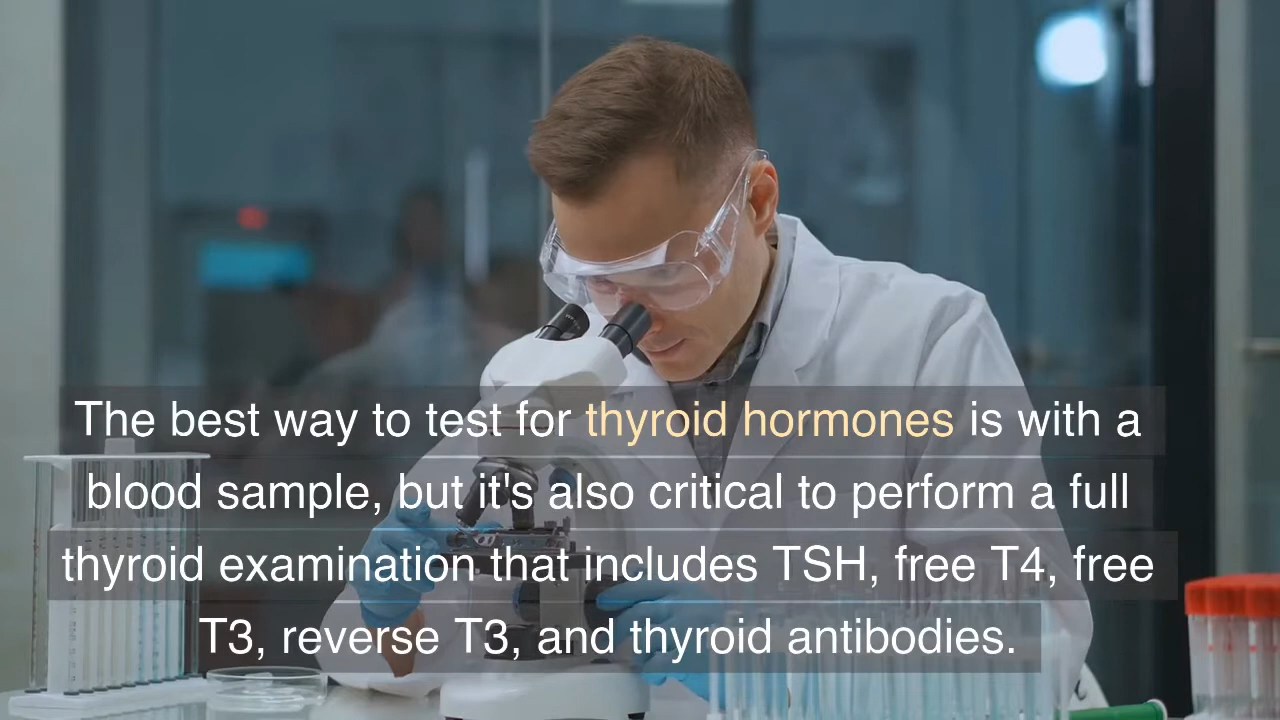 The best way to test for thyroid hormones is with a
blood sample, but it's also critical to perform a full
thyroid examination that includes TSH, free T4, free
T3, reverse T3, and thyroid antibodies.